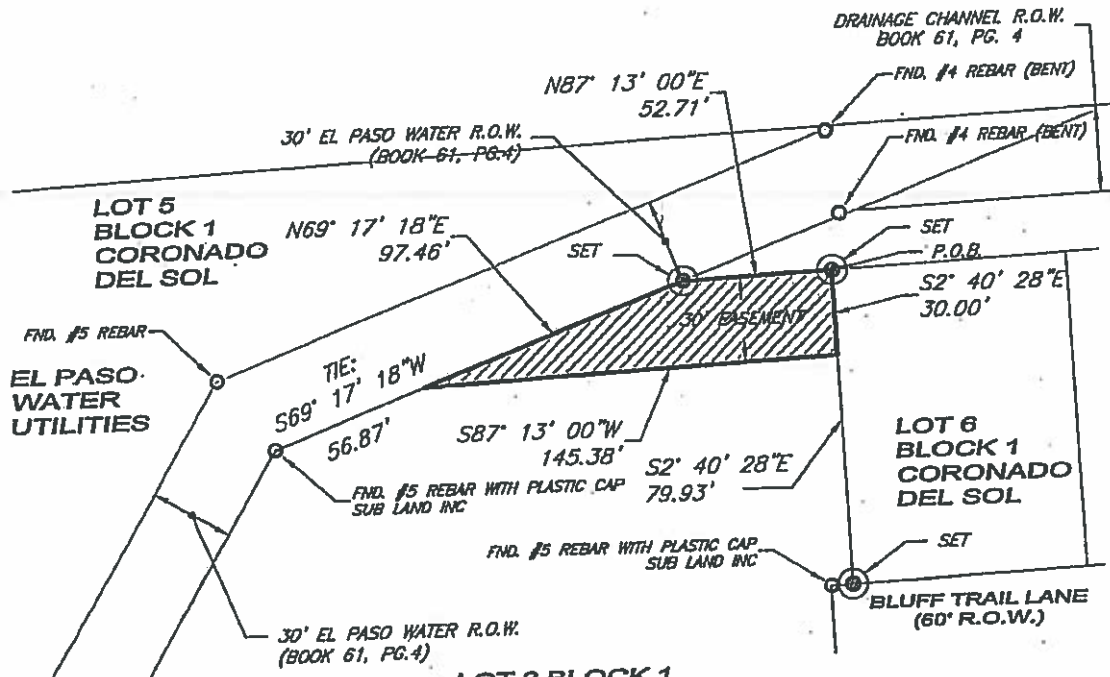 DRAINAGE CHANNEL R.O.W.
BOOK 61, PG. 4
N87° 13' 00"E
52.71'
FND. #4 REBAR (BENT)
30' EL PASO WATER R.O.W.
(BOOK 61, PG.4)
FND. #4 REBAR (BENT)
LOT 5
BLOCK 1
CORONADO
DEL SOL
N69° 17' 18"E
97.46'
SET
SET
P.O.B.
S2° 40' 28"E
30.00'
30' EASEMENT
FND. #5 REBAR
EL PASO
WATER
UTILITIES
TIE:
S69° 17' 18"W
56.87'
S87° 13' 00"W
145.38'
S2° 40' 28"E
79.93'
LOT 6
BLOCK 1
CORONADO
DEL SOL
FND. #5 REBAR WITH PLASTIC CAP
SUB LAND INC
FND. #5 REBAR WITH PLASTIC CAP
SUB LAND INC
SET
BLUFF TRAIL LANE
(60' R.O.W.)
30' EL PASO WATER R.O.W.
(BOOK 61, PG.4)